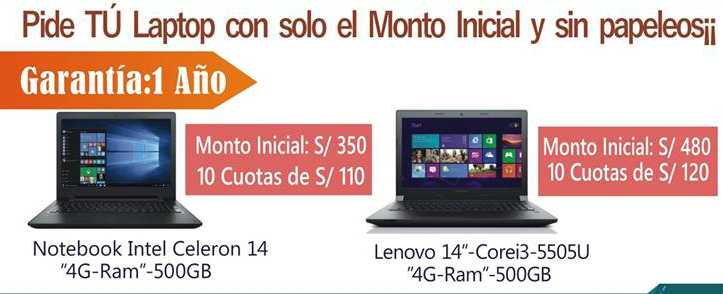 Pide TÚ Laptop con solo el Monto Inicial y sin papeleos¡¡
Garantía:1 Año
Monto Inicial: S/ 350
10 Cuotas de S/ 110
Notebook Intel Celeron 14
“4G-Ram“-500GB
Monto Inicial: S/ 480
10 Cuotas de S/ 120
Lenovo 14”-Corei3-5505U
”4G-Ram”-500GB